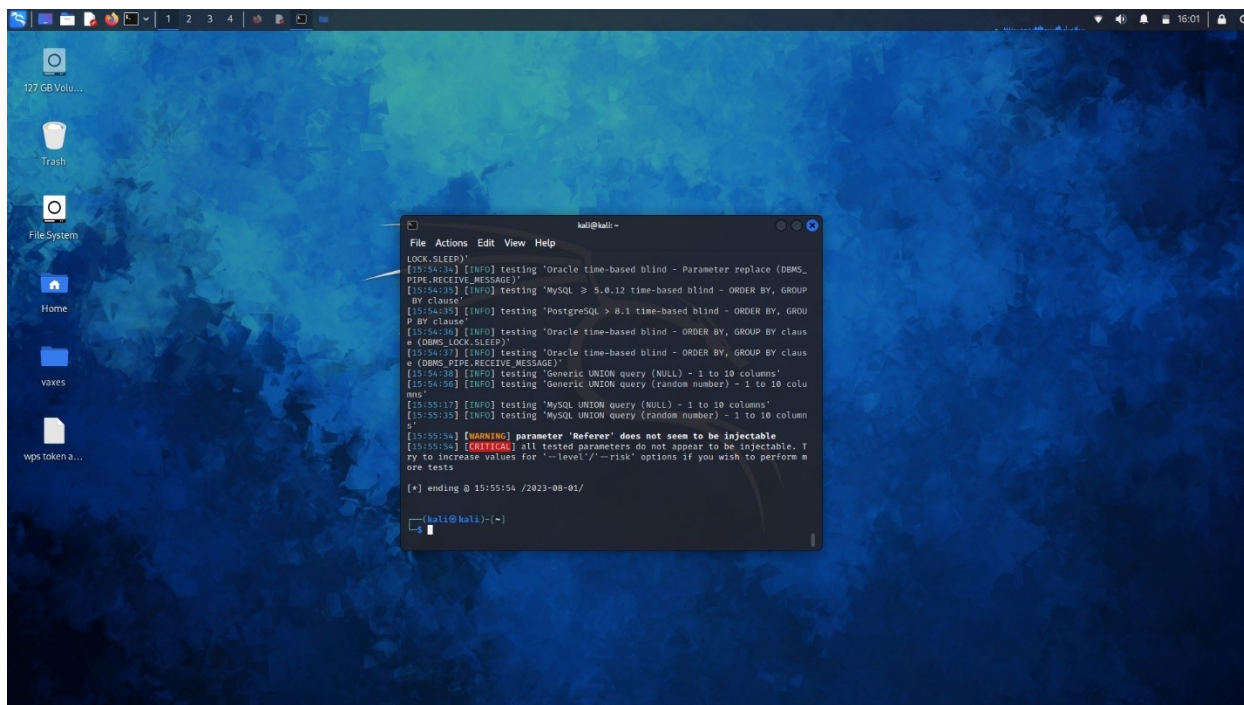 1 2 3 4
16:01
127 GB Volu...
Trash
File System
Home
vaxes
wps token a...
kali@kali: ~
File Actions Edit View Help
LOCK.SLEEP)'
[15:54:34] [INFO] testing 'Oracle time-based blind - Parameter replace (DBMS_
PIPE.RECEIVE_MESSAGE)'
[15:54:35] [INFO] testing 'MySQL ≥ 5.0.12 time-based blind - ORDER BY, GROUP
BY clause'
[15:54:35] [INFO] testing 'PostgreSQL > 8.1 time-based blind - ORDER BY, GROU
P BY clause'
[15:54:36] [INFO] testing 'Oracle time-based blind - ORDER BY, GROUP BY claus
e (DBMS_LOCK.SLEEP)'
[15:54:37] [INFO] testing 'Oracle time-based blind - ORDER BY, GROUP BY claus
e (DBMS_PIPE.RECEIVE_MESSAGE)'
[15:54:38] [INFO] testing 'Generic UNION query (NULL) - 1 to 10 columns'
[15:54:56] [INFO] testing 'Generic UNION query (random number) - 1 to 10 colu
mns'
[15:55:17] [INFO] testing 'MySQL UNION query (NULL) - 1 to 10 columns'
[15:55:35] [INFO] testing 'MySQL UNION query (random number) - 1 to 10 column
s'
[15:55:54] [WARNING] parameter 'Referer' does not seem to be injectable
[15:55:54] [CRITICAL] all tested parameters do not appear to be injectable. T
ry to increase values for '--level'/'--risk' options if you wish to perform m
ore tests
[*] ending @ 15:55:54 /2023-08-01/
┌──(kali㉿kali)-[~]
└─$